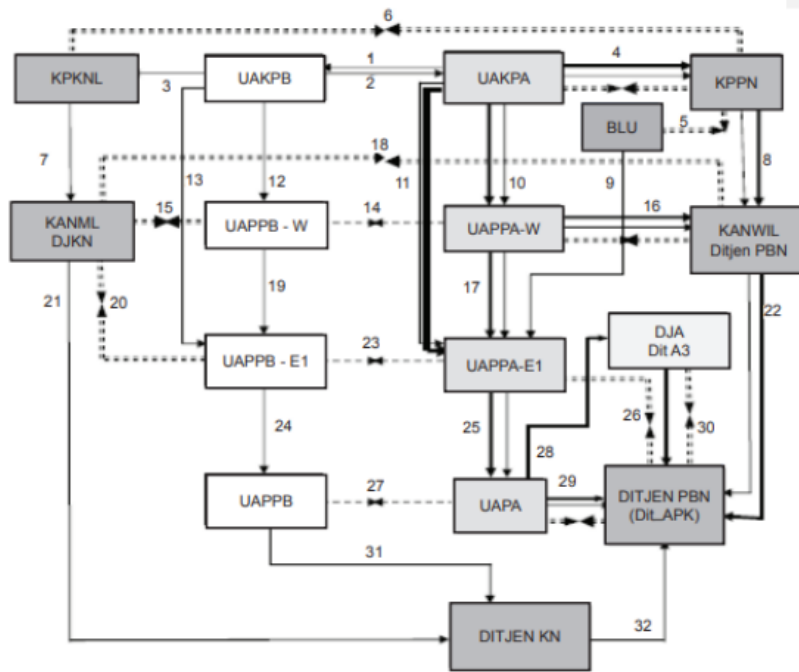 6
KPKNL
3
UAKPB
1
2
UAKPA
4
KPPN
BLU
5
7
18
13
12
11
10
9
8
KANML
DJKN
15
UAPPB - W
14
UAPPA-W
16
KANWIL
Ditjen PBN
21
20
19
17
22
UAPPB - E1
23
UAPPA-E1
DJA
Dit A3
24
25
28
26
30
UAPPB
27
UAPA
29
DITJEN PBN
(Dit_APK)
31
DITJEN KN
32